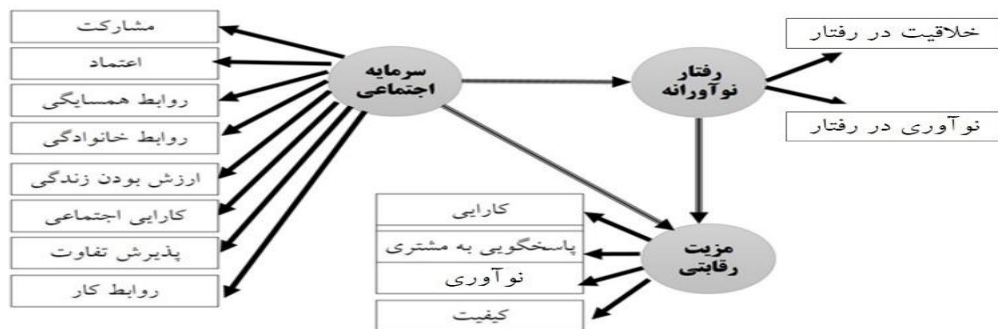 مشارکت
اعتماد
روابط همسایگی
روابط خانوادگی
ارزش بودن زندگی
کارایی اجتماعی
پذیرش تفاوت
روابط کار
سرمایه
اجتماعی
رفتار
نوآورانه
خلاقیت در رفتار
نوآوری در رفتار
مزیت
رقابتی
کارایی
پاسخگویی به مشتری
نوآوری
کیفیت